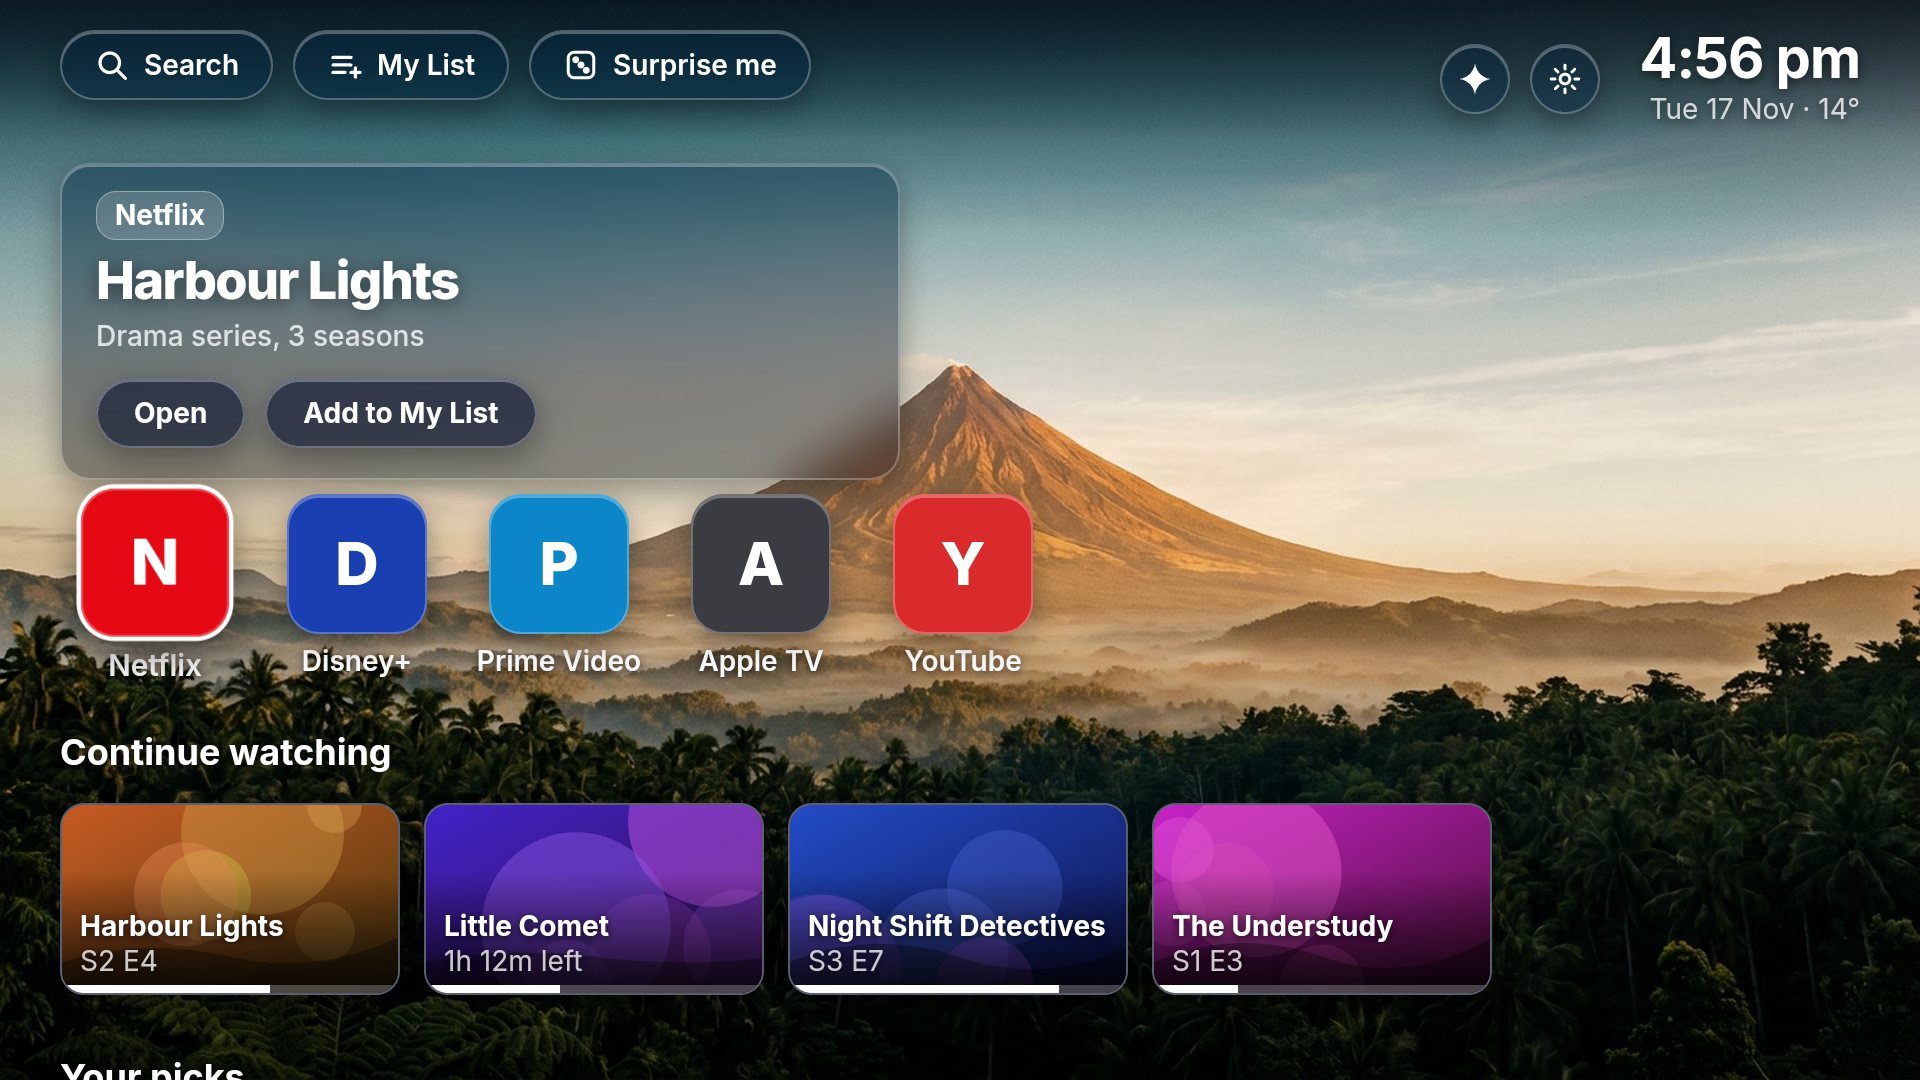 Search
My List
Surprise me
4:56 pm
Tue 17 Nov · 14°
Netflix
Harbour Lights
Drama series, 3 seasons
Open
Add to My List
N
D
P
A
Y
Netflix
Disney+
Prime Video
Apple TV
YouTube
Continue watching
Harbour Lights
S2 E4
Little Comet
1h 12m left
Night Shift Detectives
S3 E7
The Understudy
S1 E3
Your picks